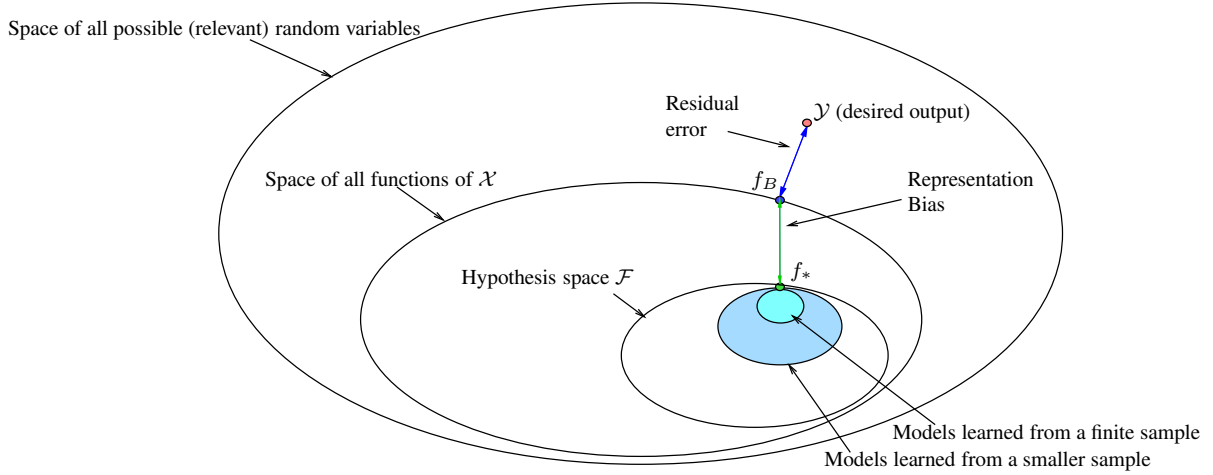 Space of all possible (relevant) random variables
Residual
error
𝒴 (desired output)
Space of all functions of 𝒳
f_B
Representation
Bias
Hypothesis space ℱ
f_*
Models learned from a finite sample
Models learned from a smaller sample